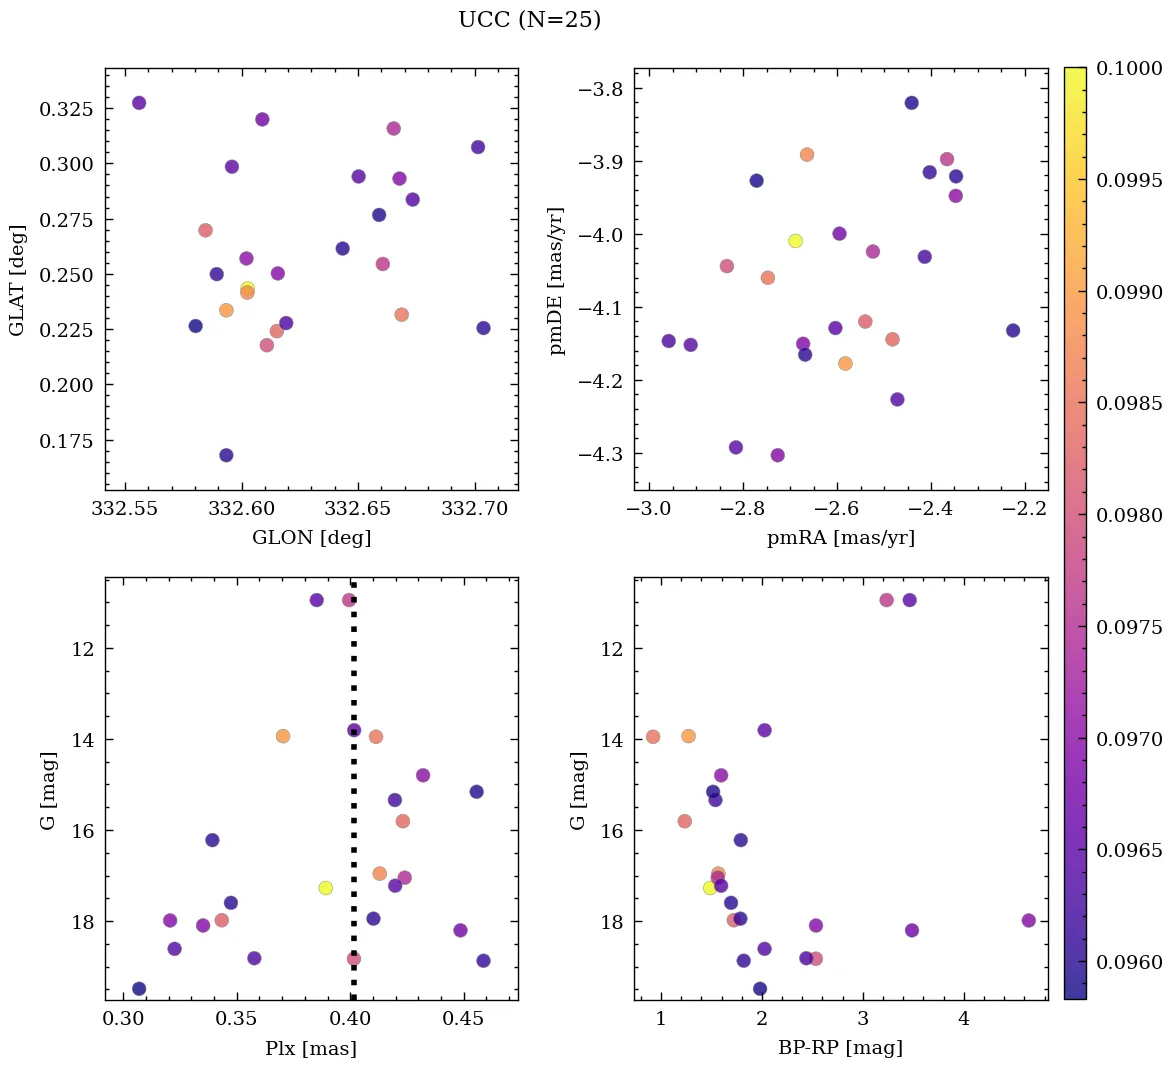 UCC (N=25)
0.325
0.300
0.275
0.250
0.225
0.200
0.175
GLAT [deg]
332.55 332.60 332.65 332.70
GLON [deg]
−3.8
−3.9
−4.0
−4.1
−4.2
−4.3
pmDE [mas/yr]
−3.0 −2.8 −2.6 −2.4 −2.2
pmRA [mas/yr]
12
14
16
18
G [mag]
0.30 0.35 0.40 0.45
Plx [mas]
12
14
16
18
G [mag]
1 2 3 4
BP-RP [mag]
0.1000
0.0995
0.0990
0.0985
0.0980
0.0975
0.0970
0.0965
0.0960